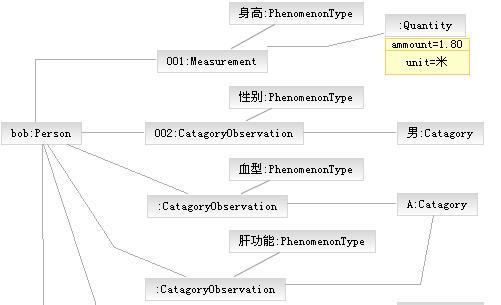 身高:PhenomenonType
:Quantity
ammount=1.80
unit=米
001:Measurement
性别:PhenomenonType
bob:Person
002:CatagoryObservation
男:Catagory
血型:PhenomenonType
:CatagoryObservation
A:Catagory
肝功能:PhenomenonType
:CatagoryObservation